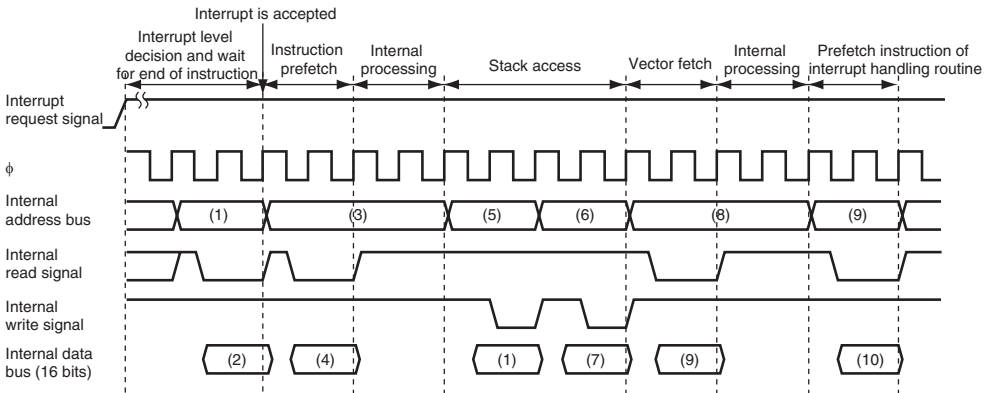 Interrupt is accepted
Interrupt level
decision and wait
for end of instruction
Instruction
prefetch
Internal
processing
Stack access
Vector fetch
Internal
processing
Prefetch instruction of
interrupt handling routine
Interrupt
request signal
φ
Internal
address bus
(1)
(3)
(5)
(6)
(8)
(9)
Internal
read signal
Internal
write signal
Internal data
bus (16 bits)
(2)
(4)
(1)
(7)
(9)
(10)